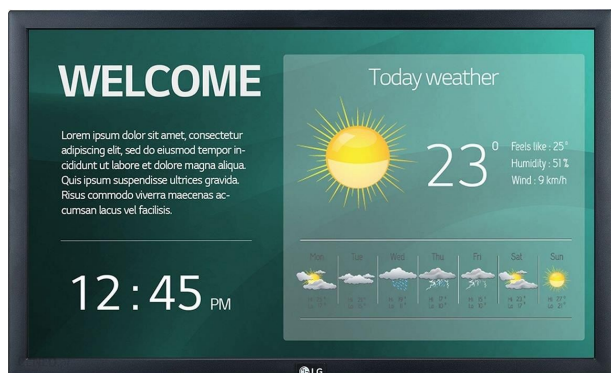 WELCOME
Lorem ipsum dolor sit amet, consectetur
adipiscing elit, sed do eiusmod tempor in-
cididunt ut labore et dolore magna aliqua.
Quis ipsum suspendisse ultrices gravida.
Risus commodo viverra maecenas ac-
cumsan lacus vel facilisis.
12 : 45 PM
Today weather
23°
Feels like : 25°
Humidity : 51 %
Wind : 9 km/h
Mon Tue Wed Thu Fri Sat Sun
LG